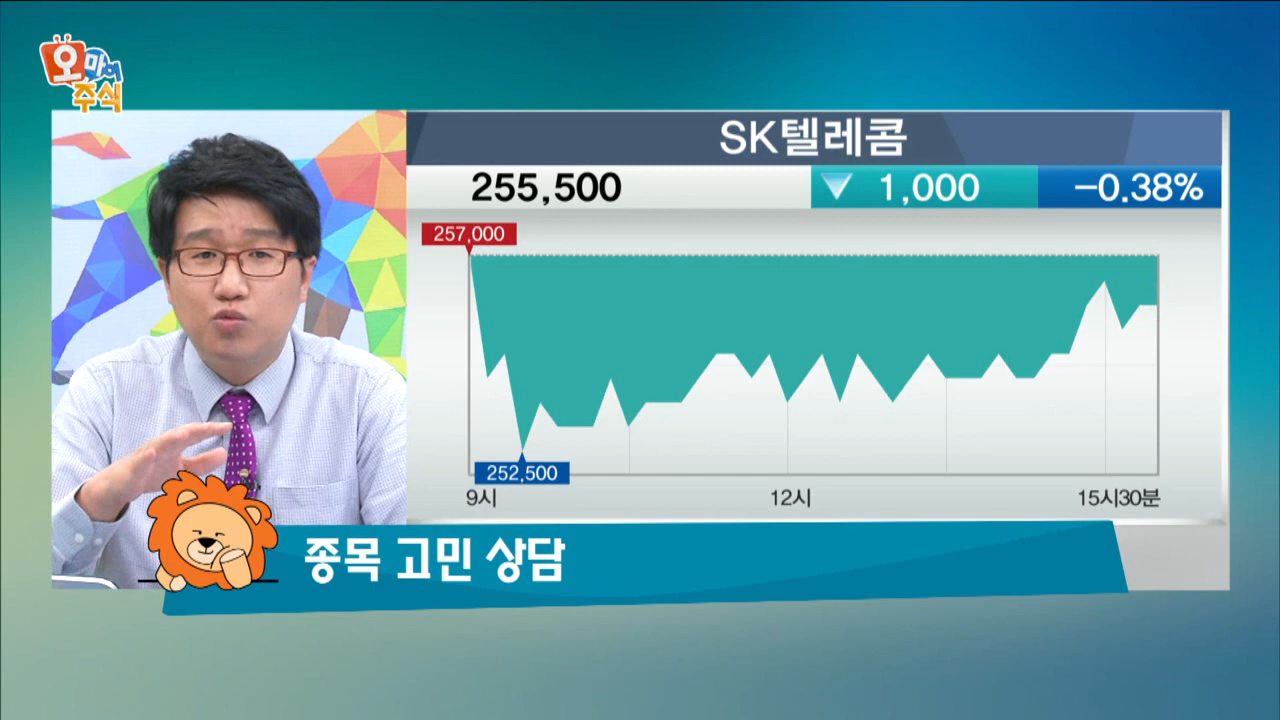 오 마이
주식
SK텔레콤
255,500 ▼ 1,000 -0.38%
257,000
252,500
9시 12시 15시30분
종목 고민 상담